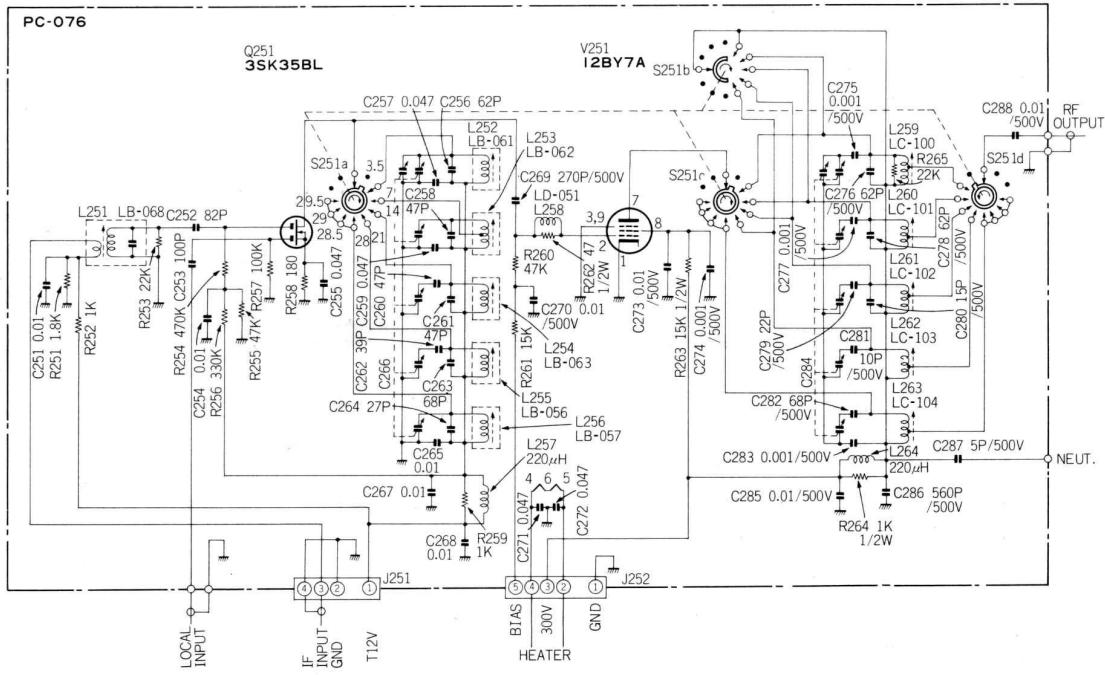 PC-076
Q251
3SK35BL
V251
12BY7A
S251b
C257 0.047
C256 62P
C275
0.001
/500V
C288 0.01
/500V
RF
OUTPUT
L252
LB-061
L253
LB-062
L259
LC-100
R265
22K
S251a
3.5
7
14
21
28
28.5
29
29.5
C258
47P
C269 270P/500V
LD-051
L258
S251c
S251d
L251
LB-068
C252 82P
C276 62P
/500V
L260
LC-101
C253 100P
R253 22K
R257 100K
R258 180
C255 0.047
C259 0.047
C260 47P
R260
47K
R262 47
1/2W
3,9
2
7
8
1
C277 0.001
/500V
L261
LC-102
C278 62P
/500V
C251 0.01
R251 1.8K
R252 1K
R254 470K
C254 0.01
R256 330K
R255 47K
C261
47P
C262 39P
C266
C270 0.01
/500V
R261 15K
L254
LB-063
C273 0.01
/500V
R263 15K 1/2W
C274 0.001
/500V
C279 22P
/500V
C280 15P
/500V
L262
LC-103
C281
10P
/500V
C284
C263
68P
C264 27P
L255
LB-056
L256
LB-057
L263
LC-104
C282 68P
/500V
C265
0.01
L257
220μH
C283 0.001/500V
L264
220μH
C287 5P/500V
NEUT.
C267 0.01
4 6 5
C271 0.047
C272 0.047
C285 0.01/500V
C286 560P
/500V
R259
1K
C268
0.01
R264 1K
1/2W
J251
4 3 2 1
J252
5 4 3 2 1
LOCAL
INPUT
IF
INPUT
GND
T12V
BIAS
300V
GND
HEATER